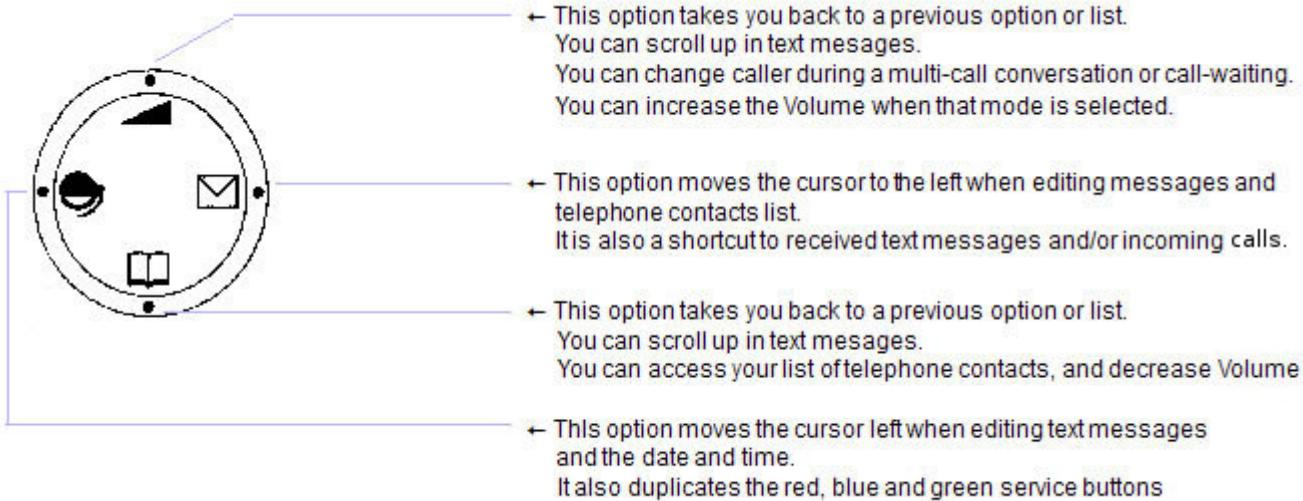 ← This option takes you back to a previous option or list.
You can scroll up in text mesages.
You can change caller during a multi-call conversation or call-waiting.
You can increase the Volume when that mode is selected.
← This option moves the cursor to the left when editing messages and
telephone contacts list.
It is also a shortcut to received text messages and/or incoming calls.
← This option takes you back to a previous option or list.
You can scroll up in text mesages.
You can access your list of telephone contacts, and decrease Volume
← This option moves the cursor left when editing text messages
and the date and time.
It also duplicates the red, blue and green service buttons